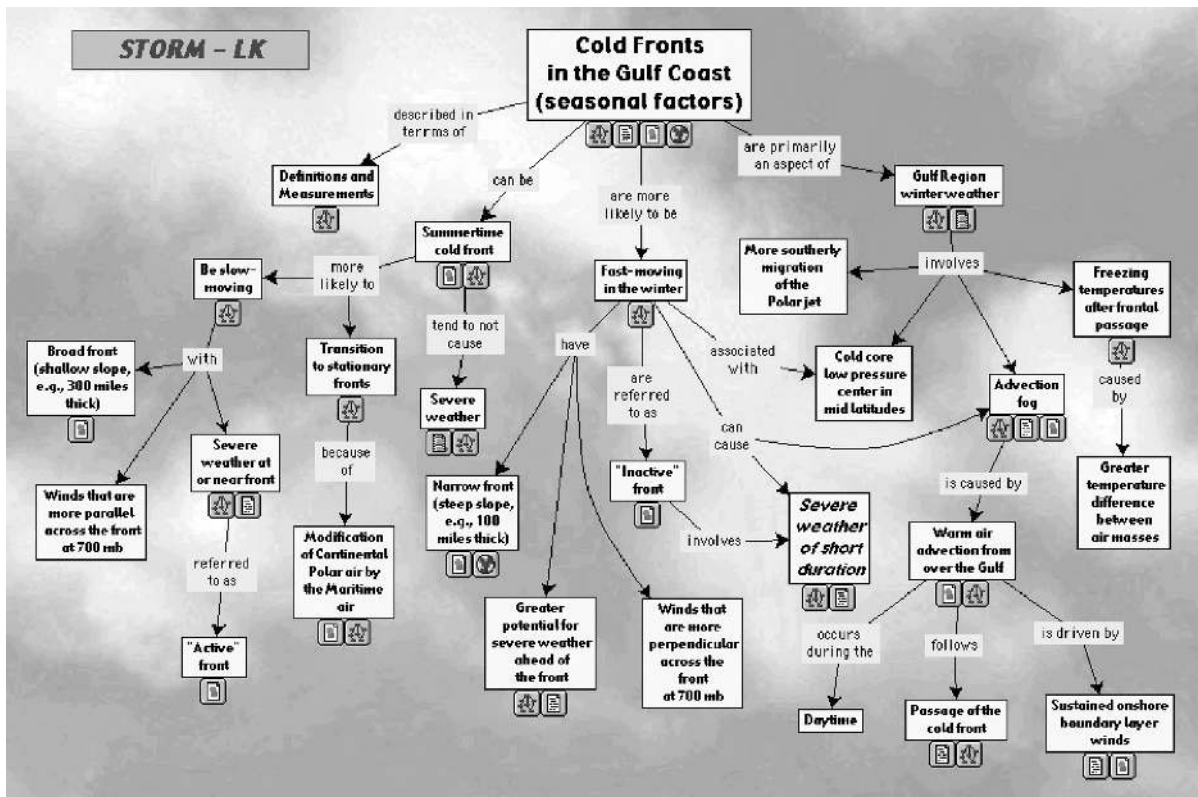 STORM – LK
Cold Fronts
in the Gulf Coast
(seasonal factors)
described in
terrms of
can be
are more
likely to be
are primarily
an aspect of
Definitions and
Measurements
Summertime
cold front
Gulf Region
winter weather
Be slow-
moving
more
likely to
Fast-moving
in the winter
More southerly
migration
of the
Polar jet
involves
Freezing
temperatures
after frontal
passage
Broad front
(shallow slope,
e.g., 300 miles
thick)
with
Transition
to stationary
fronts
tend to not
cause
have
are
referred
to as
associated
with
Cold core
low pressure
center in
mid latitudes
Advection
fog
caused
by
Severe
weather
Severe
weather at
or near front
because
of
can
cause
Winds that are
more parallel
across the front
at 700 mb
Narrow front
(steep slope,
e.g., 100
miles thick)
"Inactive"
front
involves
Severe
weather
of short
duration
is caused by
Greater
temperature
difference
between
air masses
referred
to as
Modification
of Continental
Polar air by
the Maritime
air
Warm air
advection from
over the Gulf
"Active"
front
Greater
potential for
severe weather
ahead of
the front
Winds that
are more
perpendicular
across the
front
at 700 mb
occurs
during the
follows
is driven by
Daytime
Passage of the
cold front
Sustained onshore
boundary layer
winds